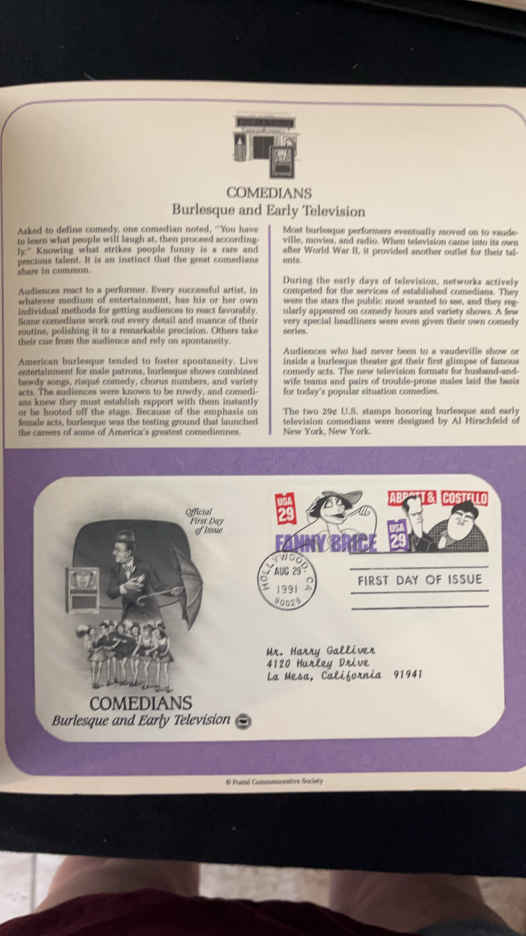 COMEDIANS
Burlesque and Early Television
Asked to define comedy, one comedian noted, "You have
to learn what people will laugh at, then proceed according-
ly." Knowing what strikes people funny is a rare and
precious talent. It is an instinct that the great comedians
share in common.
Audiences react to a performer. Every successful artist, in
whatever medium of entertainment, has his or her own
individual methods for getting audiences to react favorably.
Some comedians work out every detail and nuance of their
routine, polishing it to a remarkable precision. Others take
their cue from the audience and rely on spontaneity.
American burlesque tended to foster spontaneity. Live
entertainment for male patrons, burlesque shows combined
bawdy songs, risqué comedy, chorus numbers, and variety
acts. The audiences were known to be rowdy, and comedi-
ans knew they must establish rapport with them instantly
or be hooted off the stage. Because of the emphasis on
female acts, burlesque was the testing ground that launched
the careers of some of America's greatest comediennes.
Most burlesque performers eventually moved on to vaude-
ville, movies, and radio. When television came into its own
after World War II, it provided another outlet for their tal-
ents.
During the early days of television, networks actively
competed for the services of established comedians. They
were the stars the public most wanted to see, and they reg-
ularly appeared on comedy hours and variety shows. A few
very special headliners were even given their own comedy
series.
Audiences who had never been to a vaudeville show or
inside a burlesque theater got their first glimpse of famous
comedy acts. The new television formats for husband-and-
wife teams and pairs of trouble-prone males laid the basis
for today's popular situation comedies.
The two 29¢ U.S. stamps honoring burlesque and early
television comedians were designed by Al Hirschfeld of
New York, New York.
Official
First Day
of Issue
USA
29
FANNY BRICE
ABBOTT & COSTELLO
USA
29
HOLLYWOOD, CA
AUG 29
1991
90028
FIRST DAY OF ISSUE
Mr. Harry Galliver
4120 Hurley Drive
La Mesa, California 91941
COMEDIANS
Burlesque and Early Television
© Postal Commemorative Society